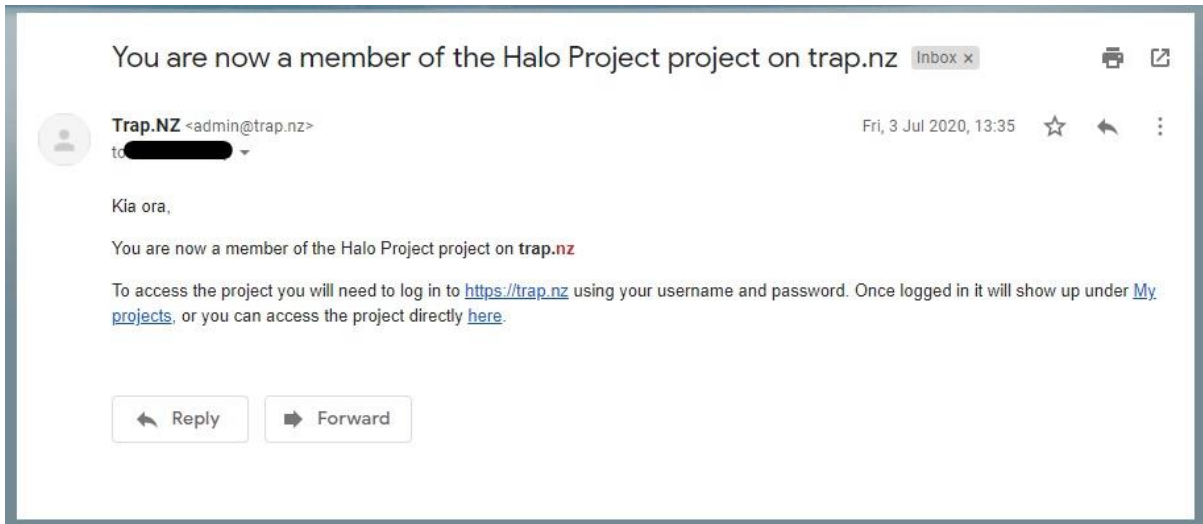 You are now a member of the Halo Project project on trap.nz Inbox x
Trap.NZ <admin@trap.nz> Fri, 3 Jul 2020, 13:35
to
Kia ora,
You are now a member of the Halo Project project on trap.nz
To access the project you will need to log in to https://trap.nz using your username and password. Once logged in it will show up under My
projects, or you can access the project directly here.
Reply Forward